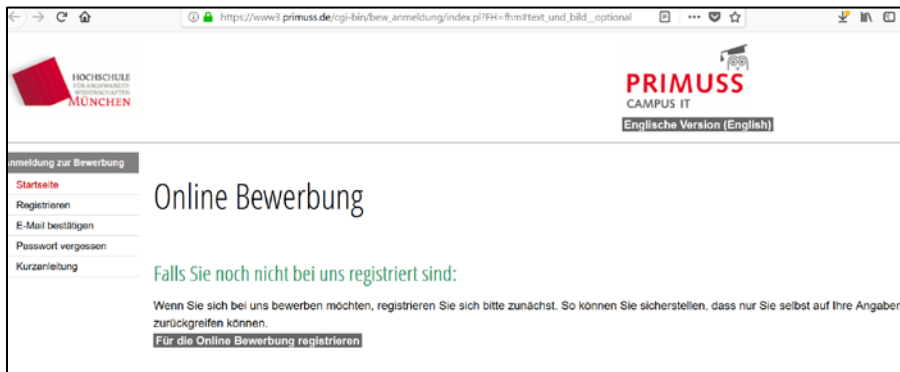 https://www3.primuss.de/cgi-bin/bew_anmeldung/index.pl?FH=fhm#text_und_bild__optional
HOCHSCHULE
FÜR ANGEWANDTE
WISSENSCHAFTEN
MÜNCHEN
PRIMUSS
CAMPUS IT
Englische Version (English)
nmeldung zur Bewerbung
Startseite
Registrieren
E-Mail bestätigen
Passwort vergessen
Kurzanleitung
Online Bewerbung
Falls Sie noch nicht bei uns registriert sind:
Wenn Sie sich bei uns bewerben möchten, registrieren Sie sich bitte zunächst. So können Sie sicherstellen, dass nur Sie selbst auf Ihre Angaben
zurückgreifen können.
Für die Online Bewerbung registrieren